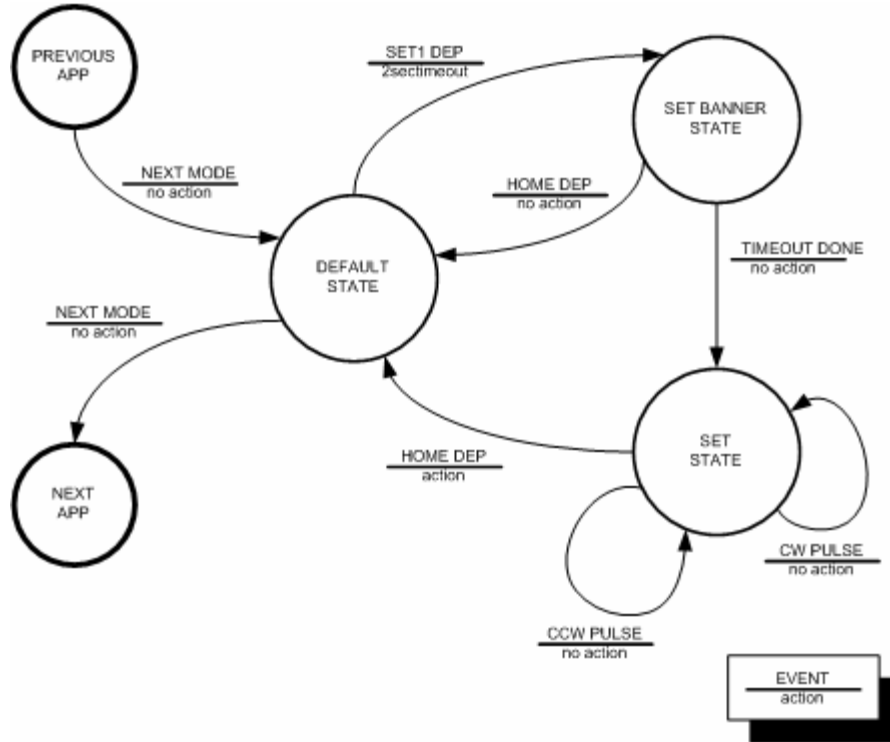 PREVIOUS
APP
SET1 DEP
2sectimeout
SET BANNER
STATE
NEXT MODE
no action
HOME DEP
no action
DEFAULT
STATE
TIMEOUT DONE
no action
NEXT MODE
no action
HOME DEP
action
SET
STATE
NEXT
APP
CW PULSE
no action
CCW PULSE
no action
EVENT
action